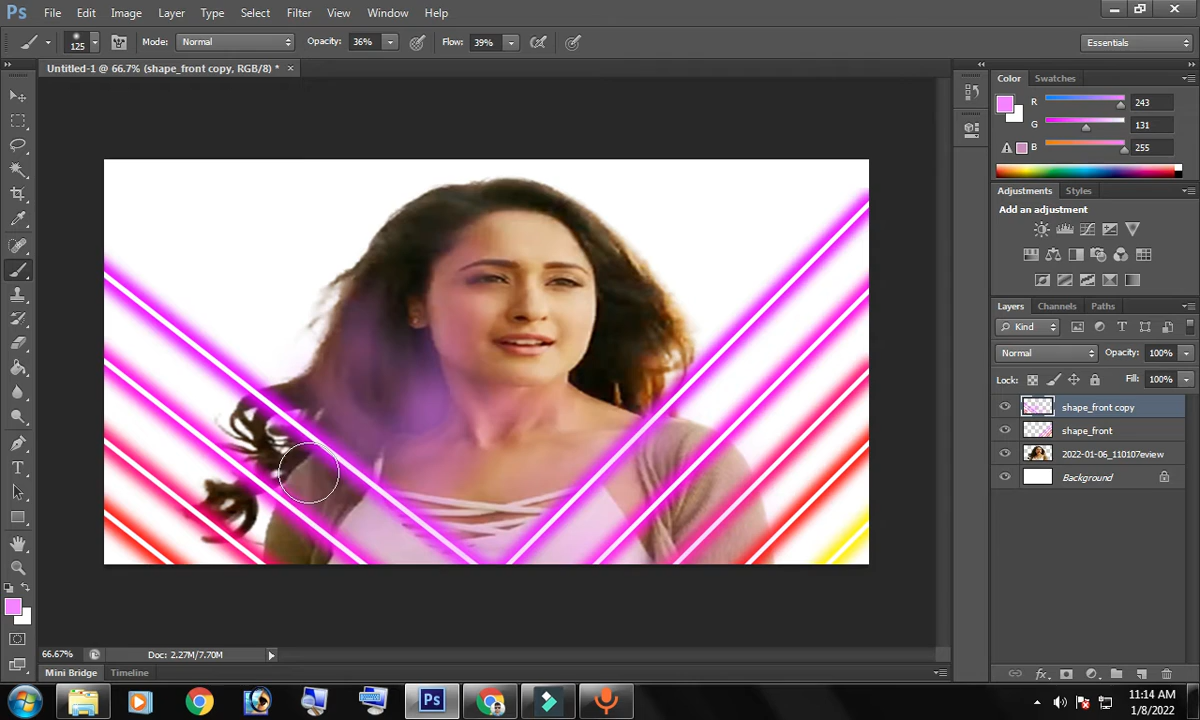 Ps File Edit Image Layer Type Select Filter View Window Help
125 Mode: Normal Opacity: 36% Flow: 39% Essentials
Untitled-1 @ 66.7% (shape_front copy, RGB/8) * ×
Color Swatches
R 243
G 131
B 255
Adjustments Styles
Add an adjustment
Layers Channels Paths
Kind
Normal Opacity: 100%
Lock: Fill: 100%
shape_front copy
shape_front
2022-01-06_110107eview
Background
66.67% Doc: 2.27M/7.70M
Mini Bridge Timeline
Ps
11:14 AM
1/8/2022